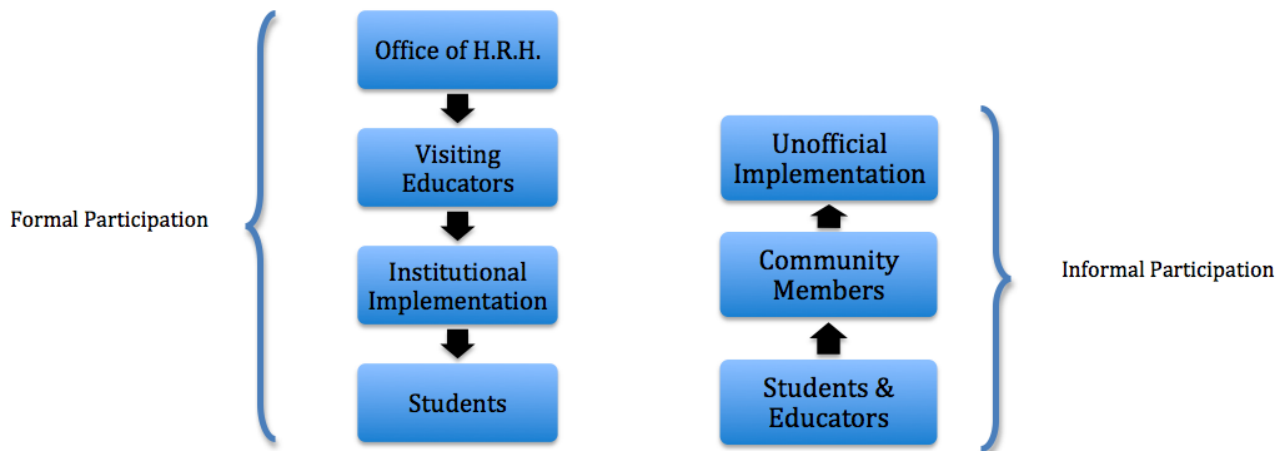 Formal Participation
Office of H.R.H.
Visiting
Educators
Institutional
Implementation
Students
Unofficial
Implementation
Community
Members
Students &
Educators
Informal Participation